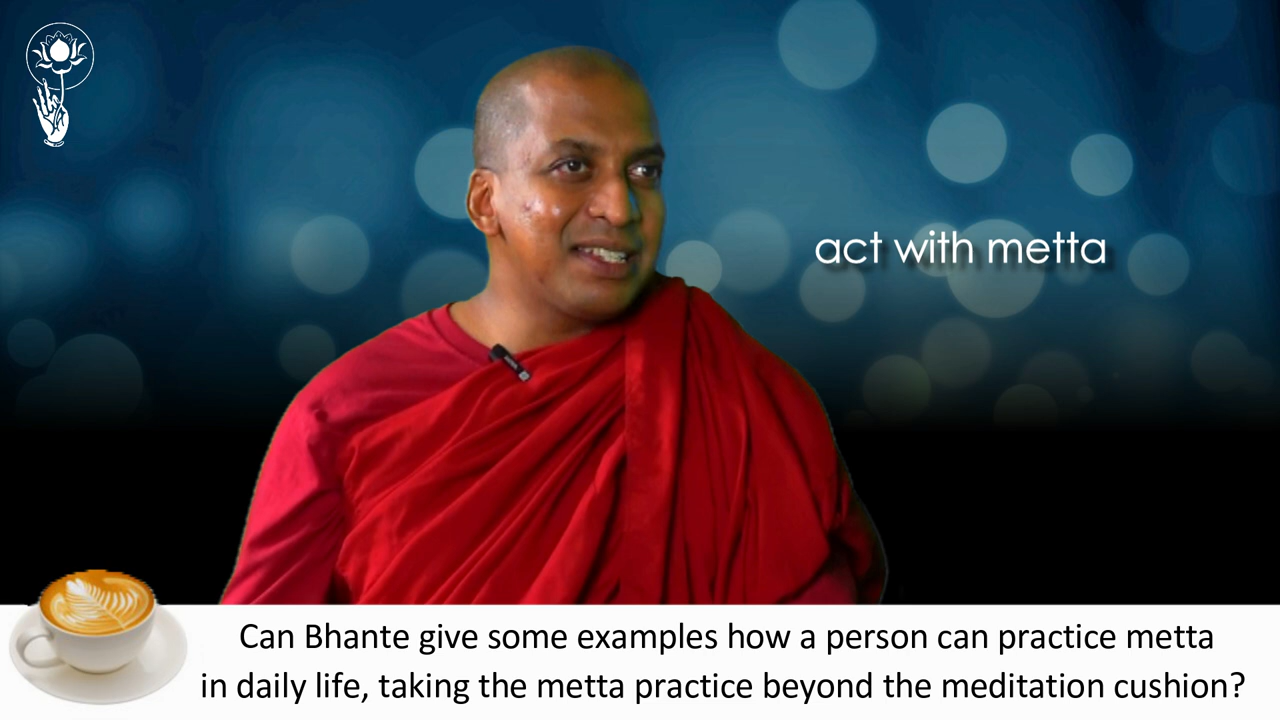 act with metta
Can Bhante give some examples how a person can practice metta
in daily life, taking the metta practice beyond the meditation cushion?